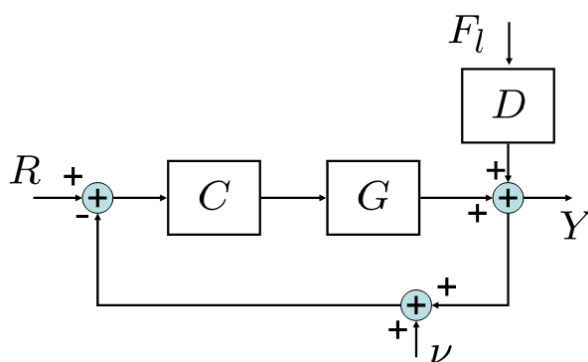 F_l
D
+
R + + C G + +
- Y
+
+ +
ν